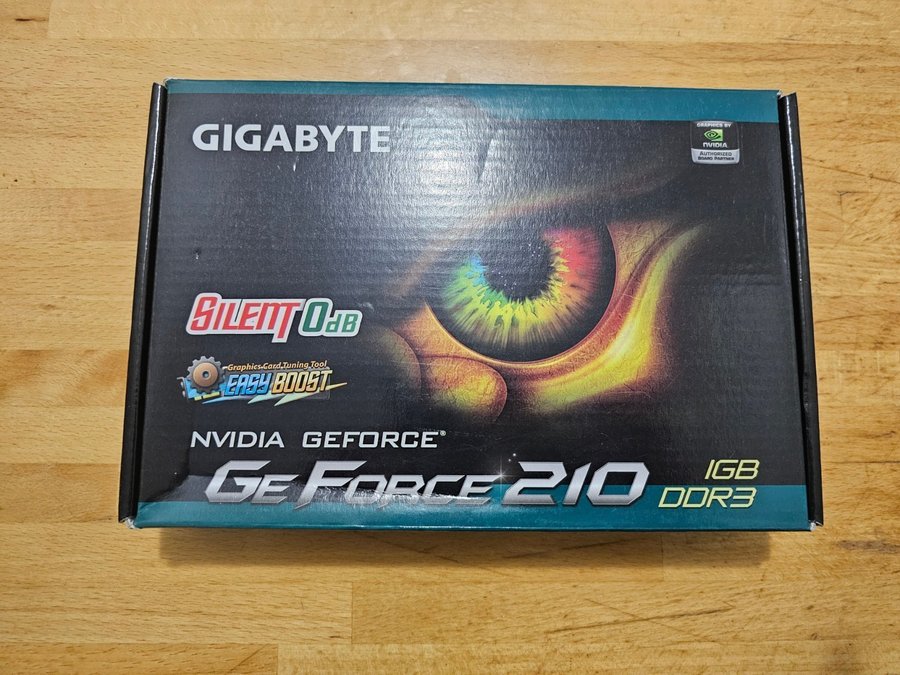 GIGABYTE
GRAPHICS BY
NVIDIA
AUTHORIZED
BOARD PARTNER
SILENT 0dB
Graphics Card Tuning Tool
EASY BOOST
NVIDIA GEFORCE®
GEFORCE 210
1GB
DDR3